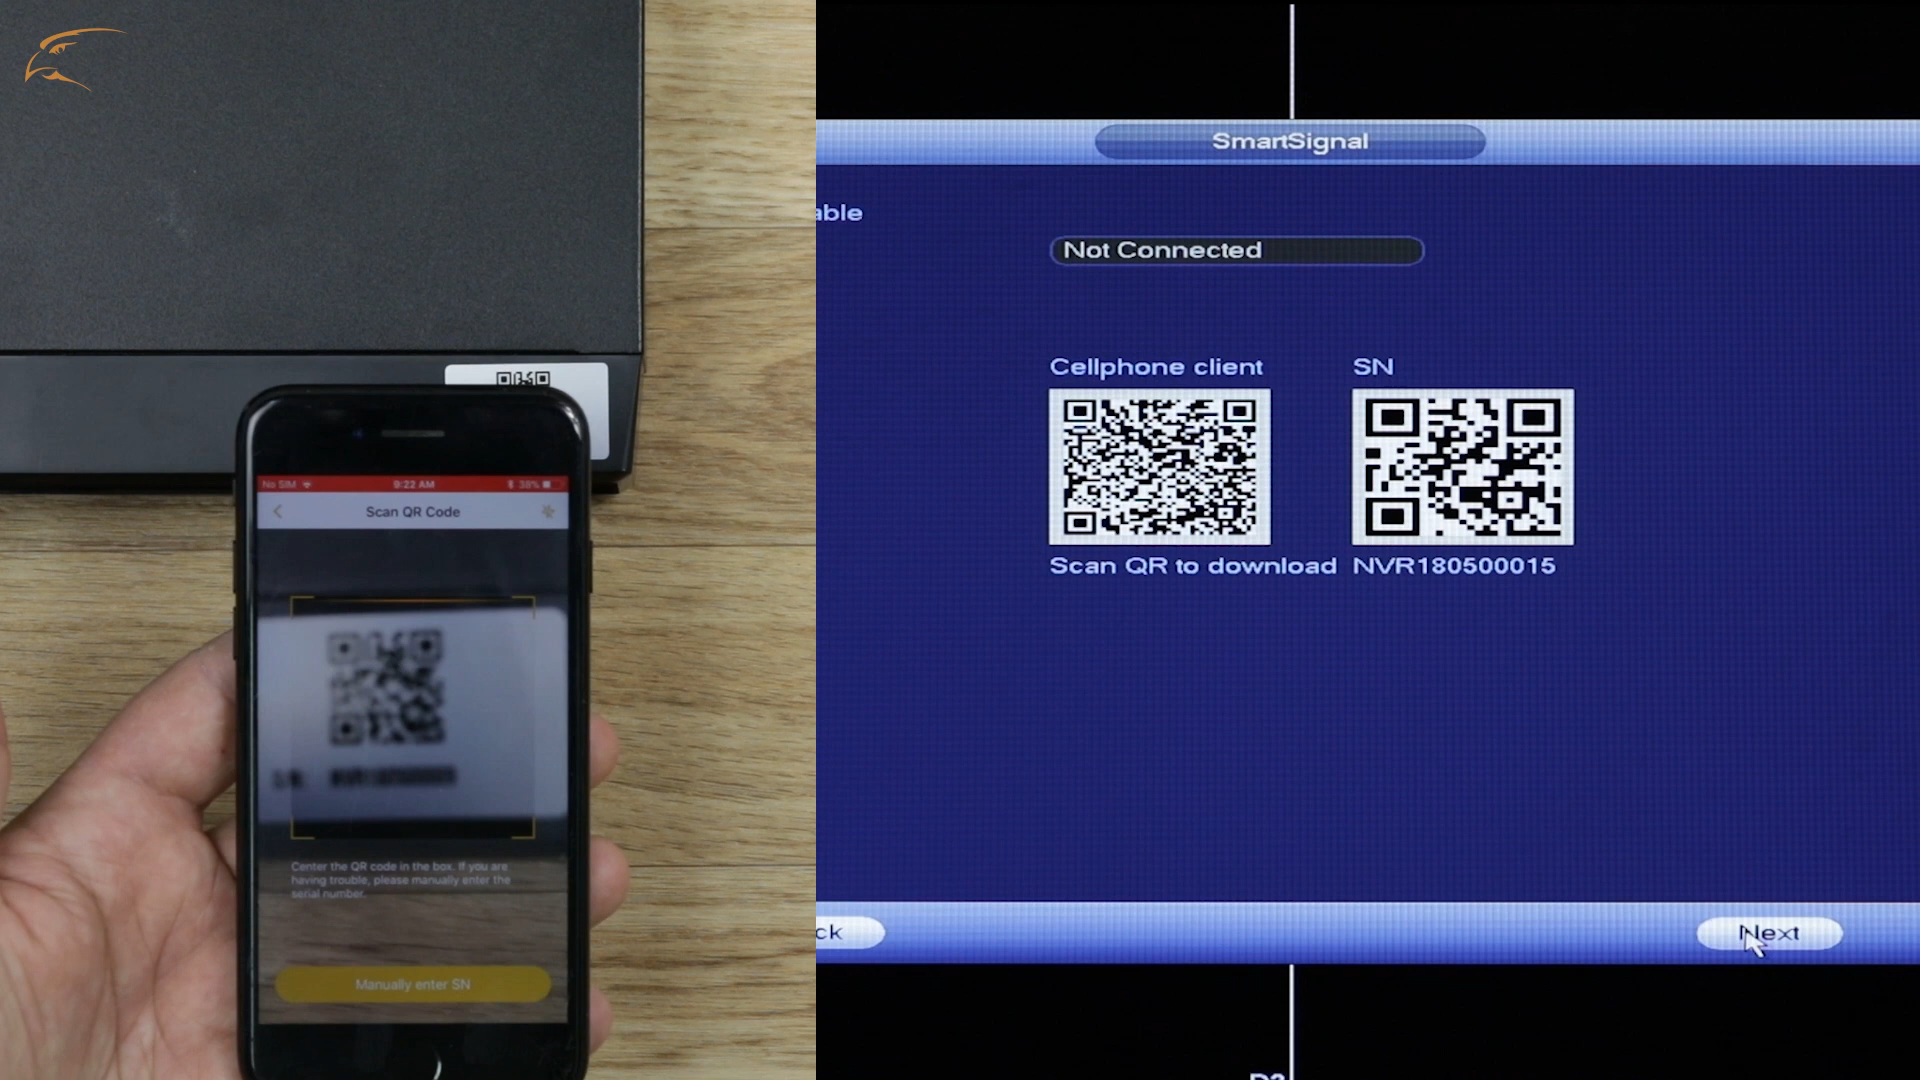 No SIM
9:22 AM
38%
Scan QR Code
Center the QR code in the box. If you are
having trouble, please manually enter the
serial number.
Manually enter SN
SmartSignal
able
Not Connected
Cellphone client
SN
Scan QR to download
NVR180500015
ck
Next